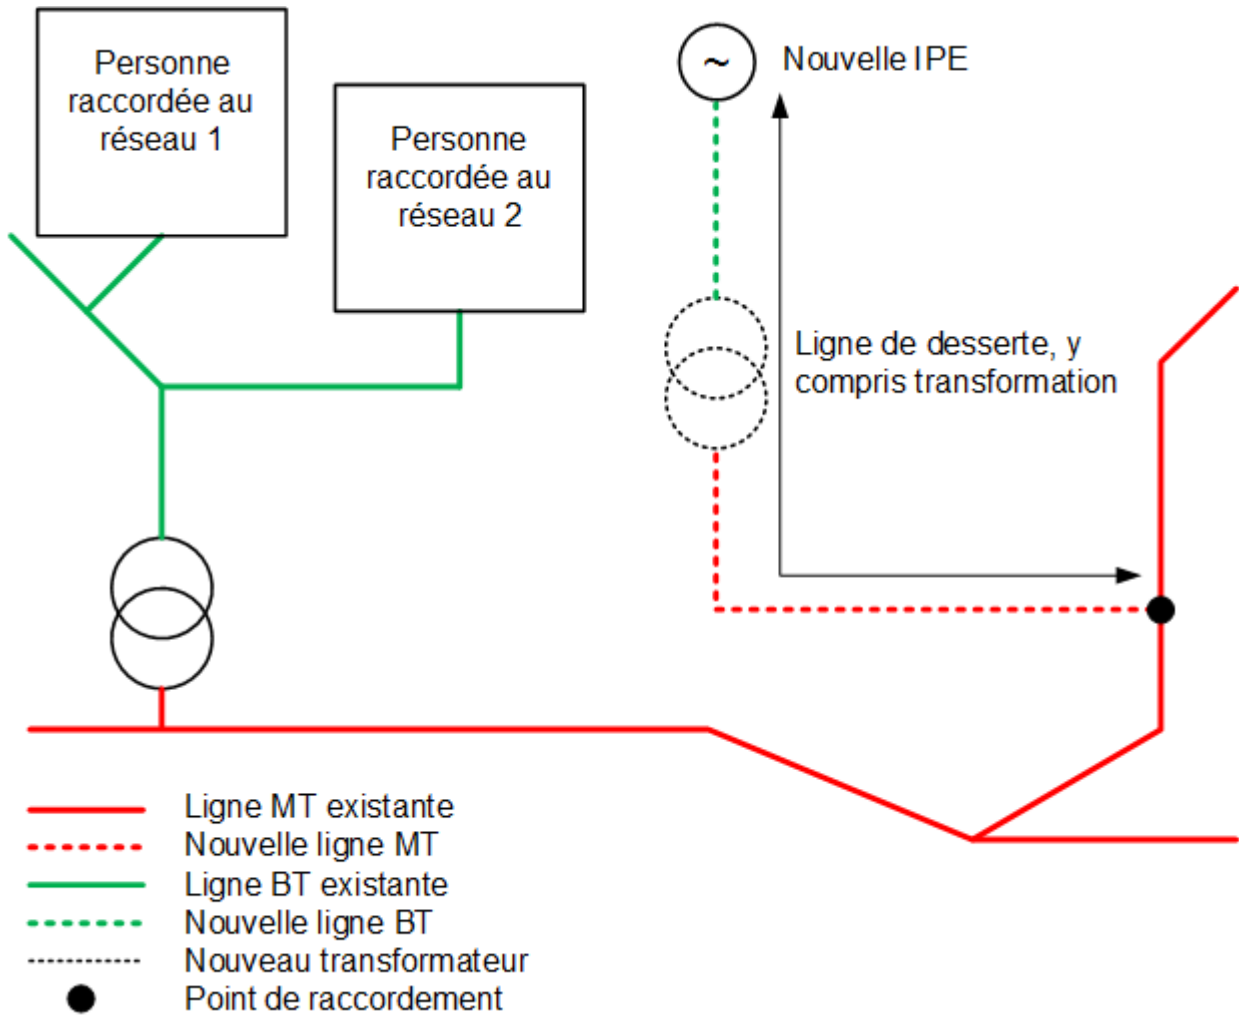 Personne
raccordée au
réseau 1
Personne
raccordée au
réseau 2
~
Nouvelle IPE
Ligne de desserte, y
compris transformation
Ligne MT existante
Nouvelle ligne MT
Ligne BT existante
Nouvelle ligne BT
Nouveau transformateur
Point de raccordement